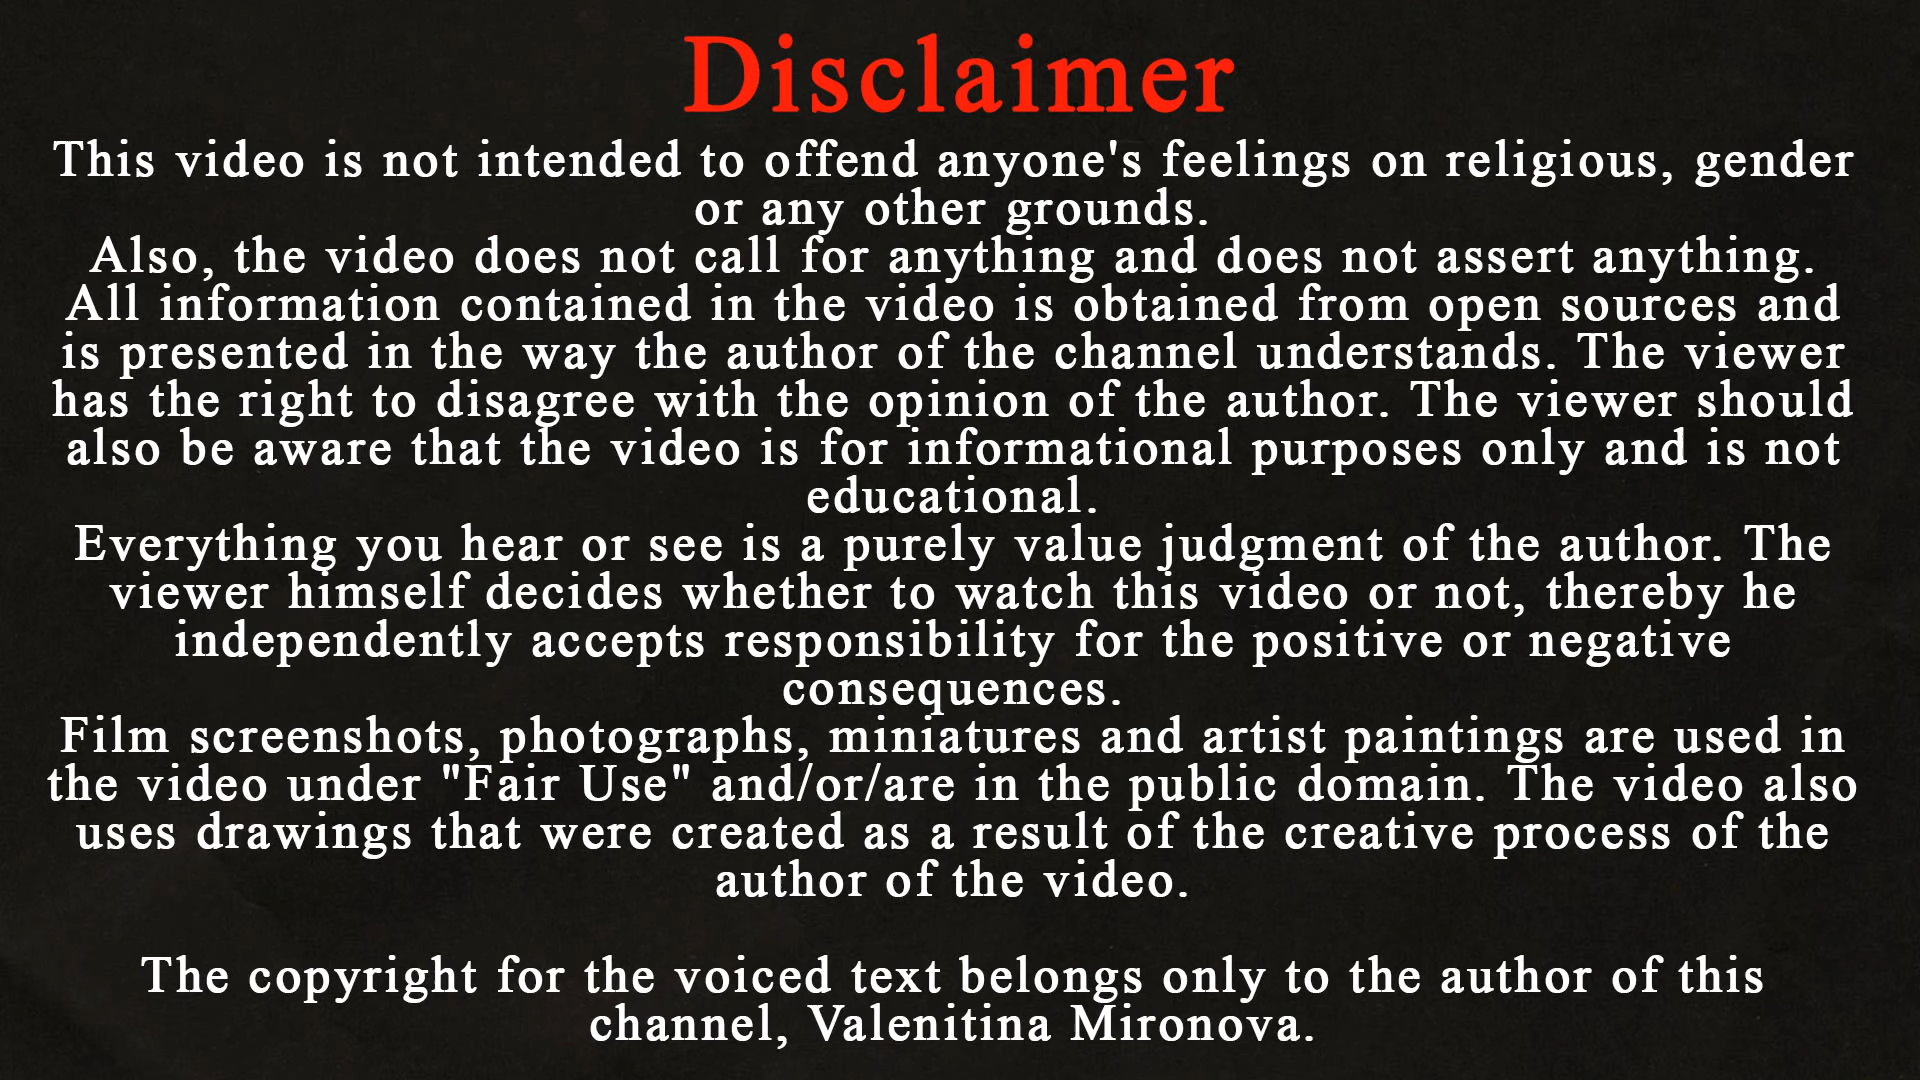 Disclaimer
This video is not intended to offend anyone's feelings on religious, gender
or any other grounds.
Also, the video does not call for anything and does not assert anything.
All information contained in the video is obtained from open sources and
is presented in the way the author of the channel understands. The viewer
has the right to disagree with the opinion of the author. The viewer should
also be aware that the video is for informational purposes only and is not
educational.
Everything you hear or see is a purely value judgment of the author. The
viewer himself decides whether to watch this video or not, thereby he
independently accepts responsibility for the positive or negative
consequences.
Film screenshots, photographs, miniatures and artist paintings are used in
the video under "Fair Use" and/or/are in the public domain. The video also
uses drawings that were created as a result of the creative process of the
author of the video.
The copyright for the voiced text belongs only to the author of this
channel, Valenitina Mironova.